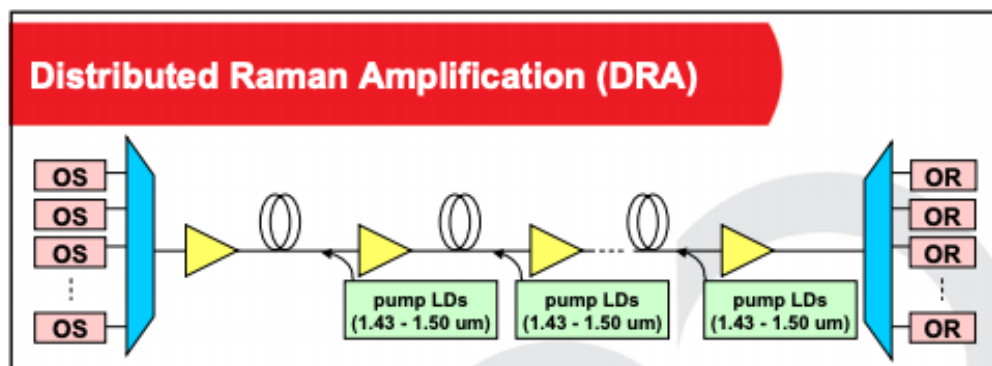 Distributed Raman Amplification (DRA)
OS
OS
OS
OS
OR
OR
OR
OR
pump LDs
(1.43 - 1.50 um)
pump LDs
(1.43 - 1.50 um)
pump LDs
(1.43 - 1.50 um)